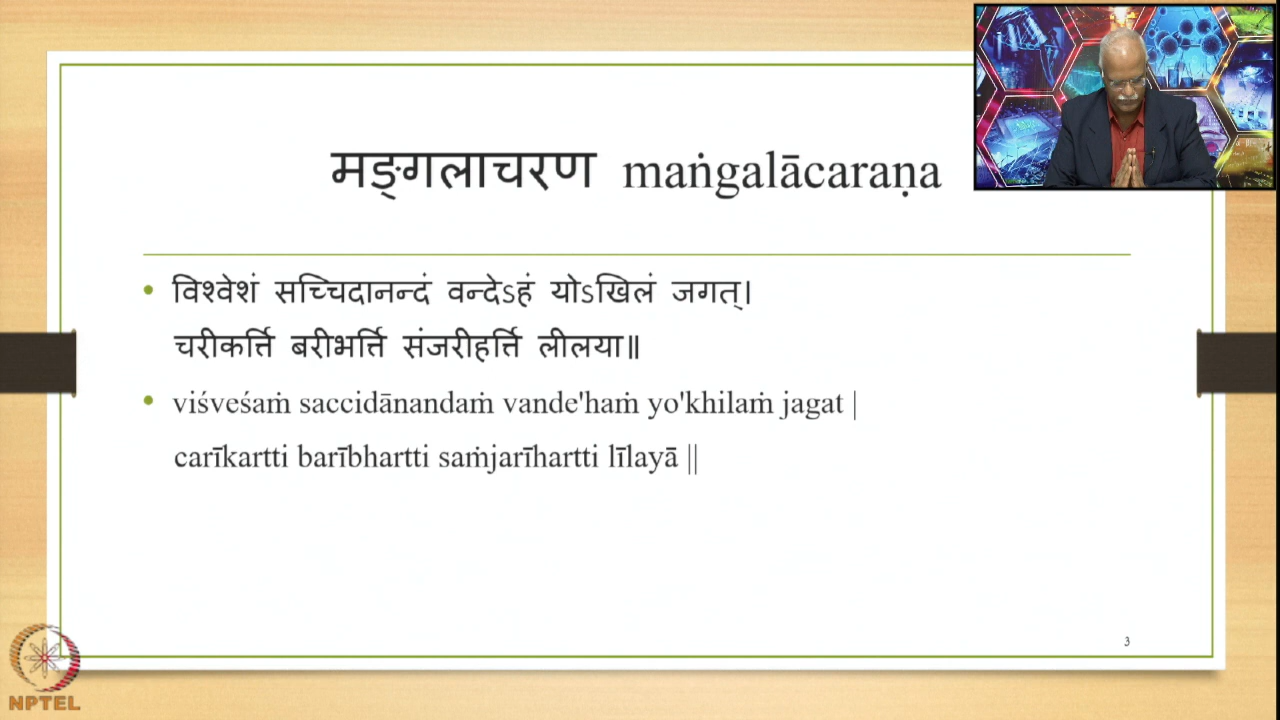 मङ्गलाचरण maṅgalācaraṇa
विश्वेशं सच्चिदानन्दं वन्देऽहं योऽखिलं जगत्।
चरीकर्त्ति बरीभर्त्ति संजरीहर्त्ति लीलया॥
viśveśaṁ saccidānandaṁ vande'haṁ yo'khilaṁ jagat |
carīkartti barībhartti saṁjarīhartti līlayā ||
3
NPTEL